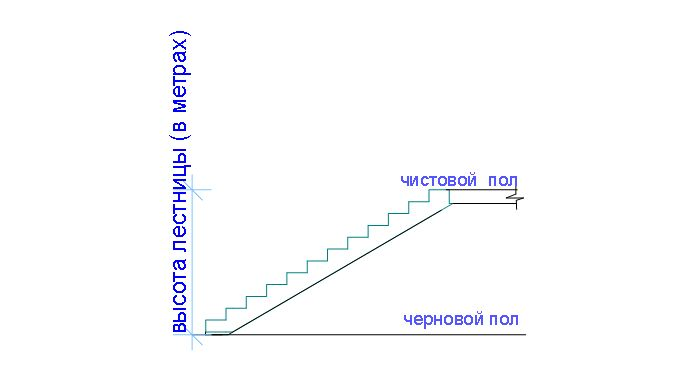 высота лестницы (в метрах)
чистовой пол
черновой пол